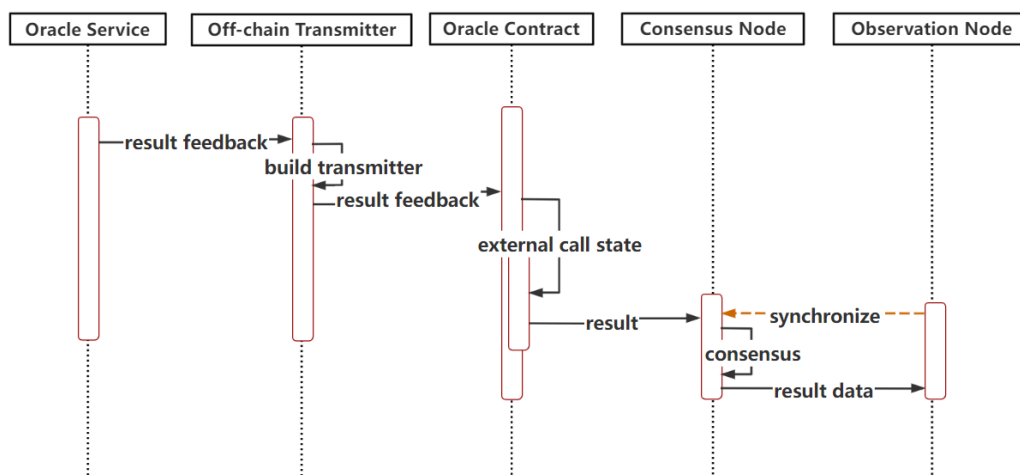 Oracle Service
Off-chain Transmitter
Oracle Contract
Consensus Node
Observation Node
result feedback
build transmitter
result feedback
external call state
result
synchronize
consensus
result data